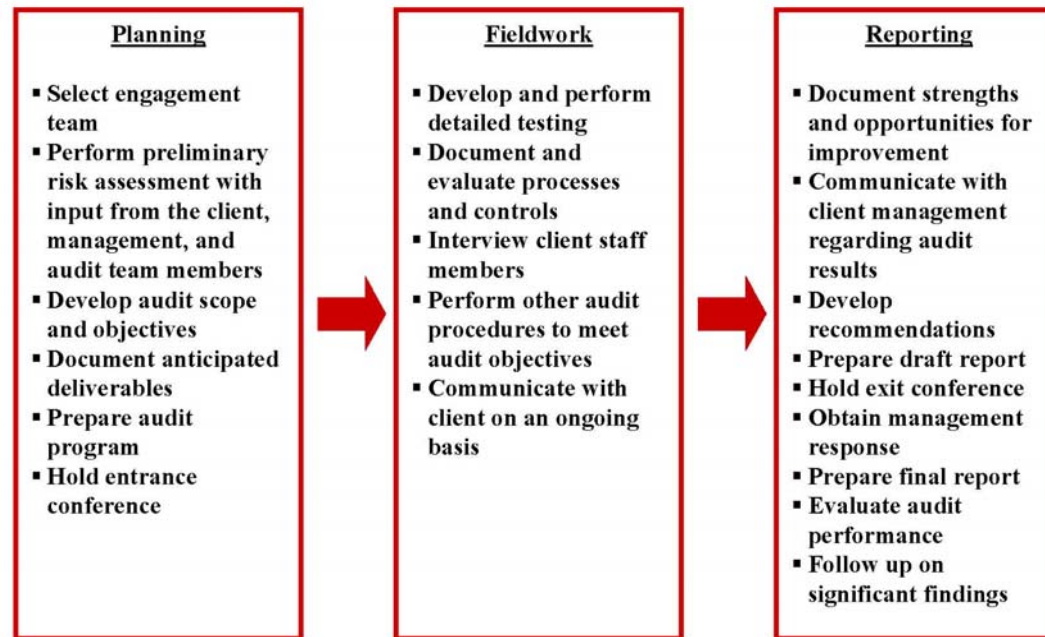 Planning
▪ Select engagement
team
▪ Perform preliminary
risk assessment with
input from the client,
management, and
audit team members
▪ Develop audit scope
and objectives
▪ Document anticipated
deliverables
▪ Prepare audit
program
▪ Hold entrance
conference
Fieldwork
▪ Develop and perform
detailed testing
▪ Document and
evaluate processes
and controls
▪ Interview client staff
members
▪ Perform other audit
procedures to meet
audit objectives
▪ Communicate with
client on an ongoing
basis
Reporting
▪ Document strengths
and opportunities for
improvement
▪ Communicate with
client management
regarding audit
results
▪ Develop
recommendations
▪ Prepare draft report
▪ Hold exit conference
▪ Obtain management
response
▪ Prepare final report
▪ Evaluate audit
performance
▪ Follow up on
significant findings